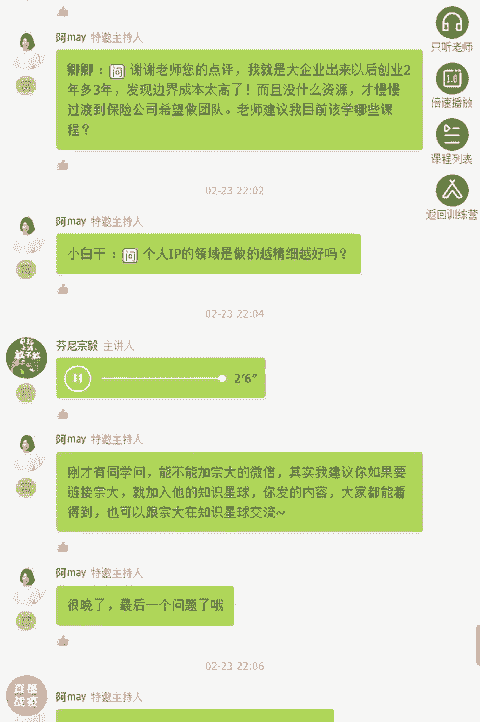 阿may 特邀主持人
只听老师
卿卿：问 谢谢老师您的点评，我就是大企业出来以后创业2
年多3年，发现边界成本太高了！而且没什么资源，才慢慢
过渡到保险公司希望做团队。老师建议我目前该学哪些课
程？
1.0
倍速播放
课程列表
02-23 22:02
返回训练营
阿may 特邀主持人
小白干：问 个人IP的领域是做的越精细越好吗？
02-23 22:04
芬尼宗毅 主讲人
2'6"
阿may 特邀主持人
刚才有同学问，能不能加宗大的微信，其实我建议你如果要
链接宗大，就加入他的知识星球，你发的内容，大家都能看
得到，也可以跟宗大在知识星球交流~
阿may 特邀主持人
很晚了，最后一个问题了哦
02-23 22:06
阿may 特邀主持人